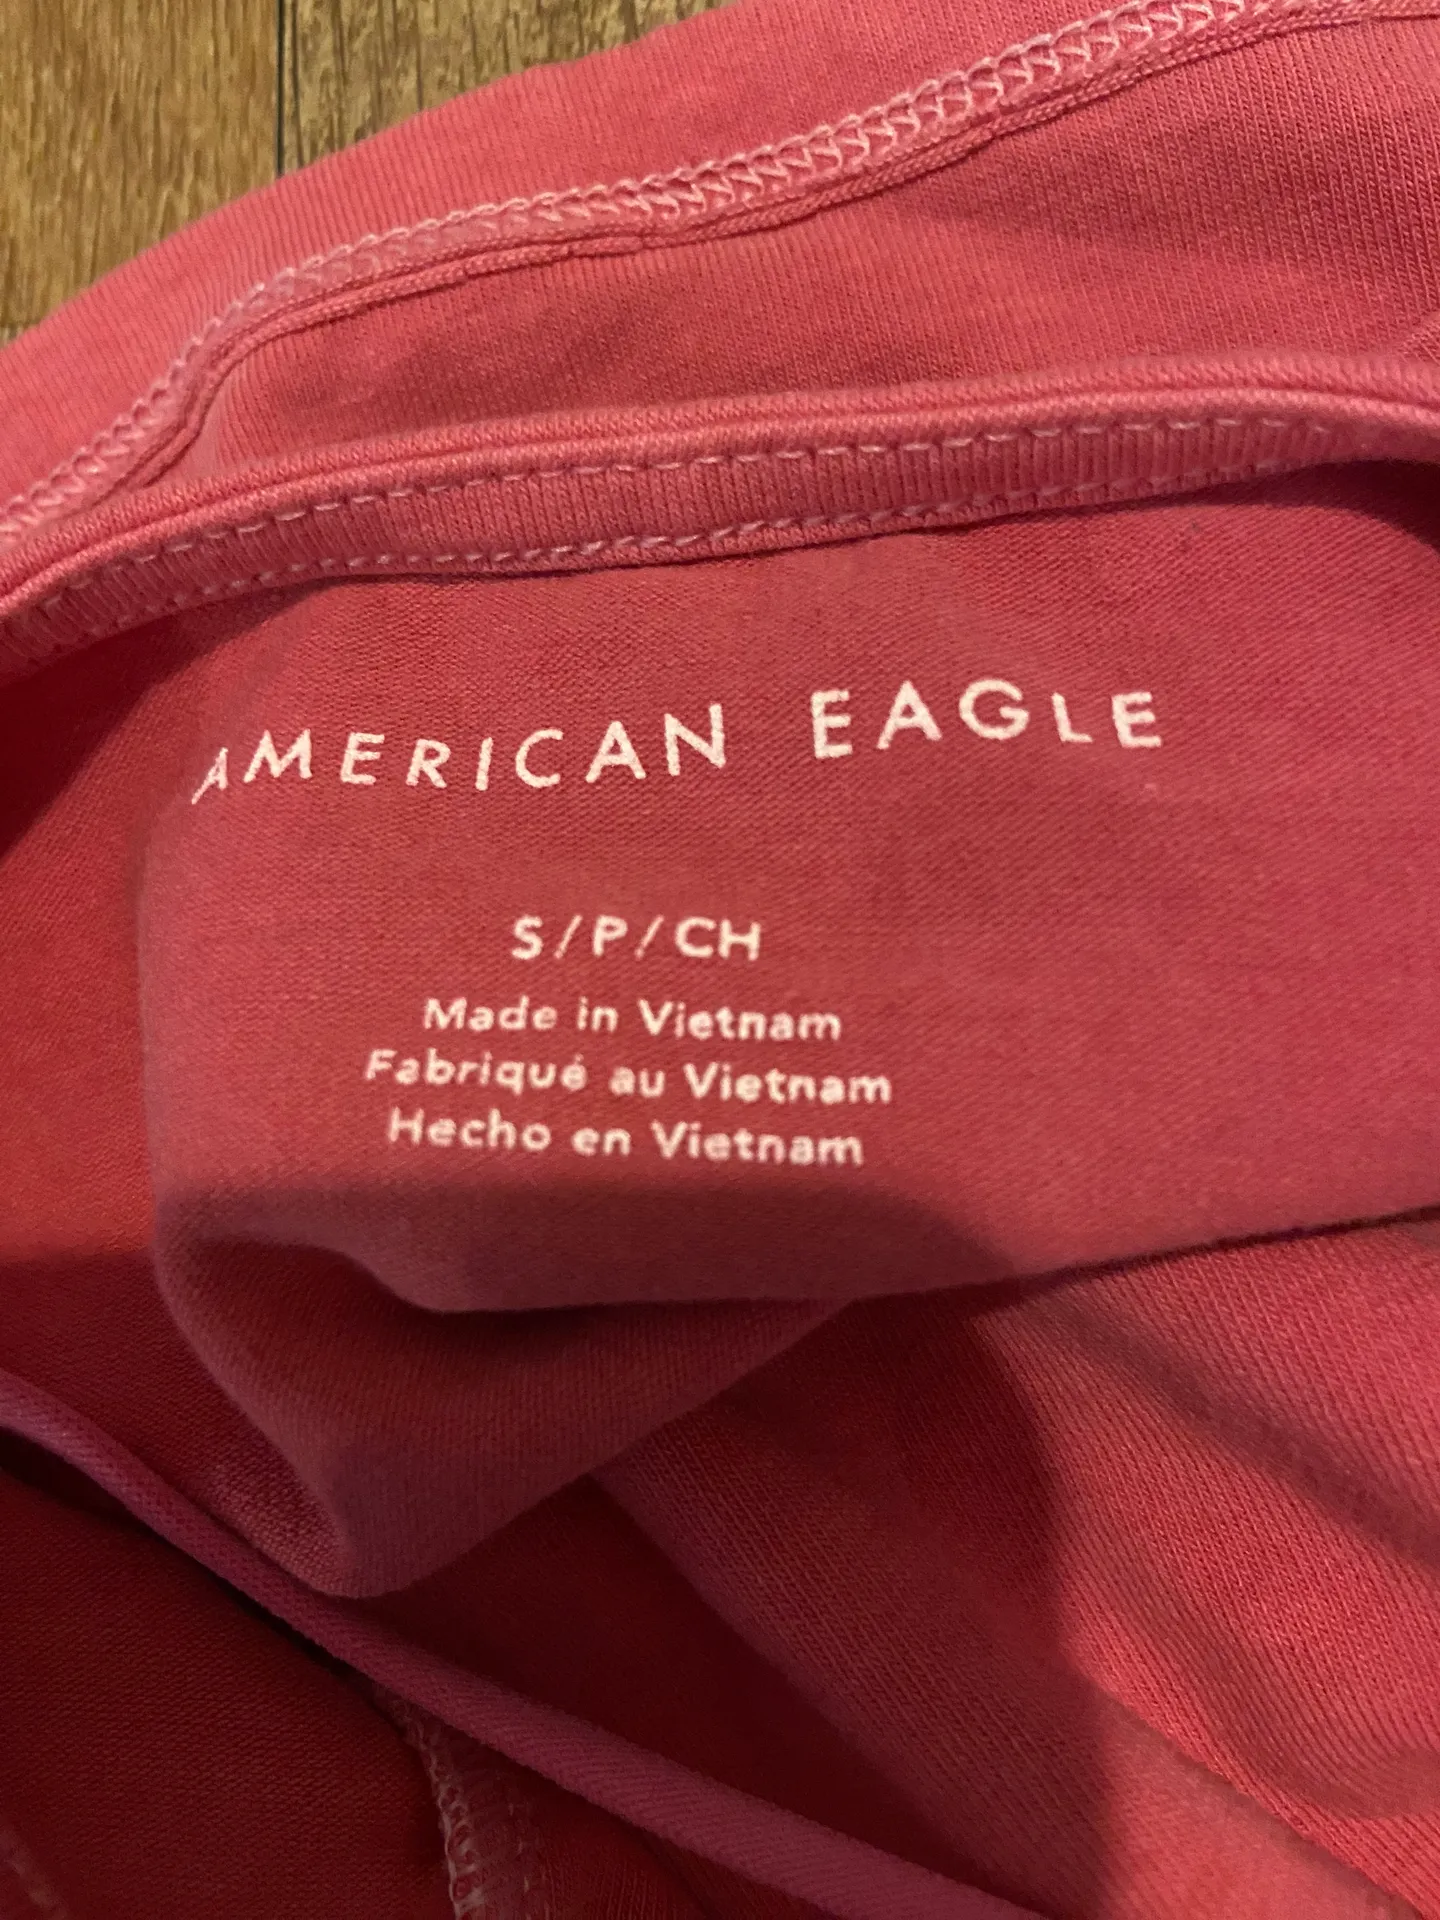 AMERICAN EAGLE
S/P/CH
Made in Vietnam
Fabriqué au Vietnam
Hecho en Vietnam